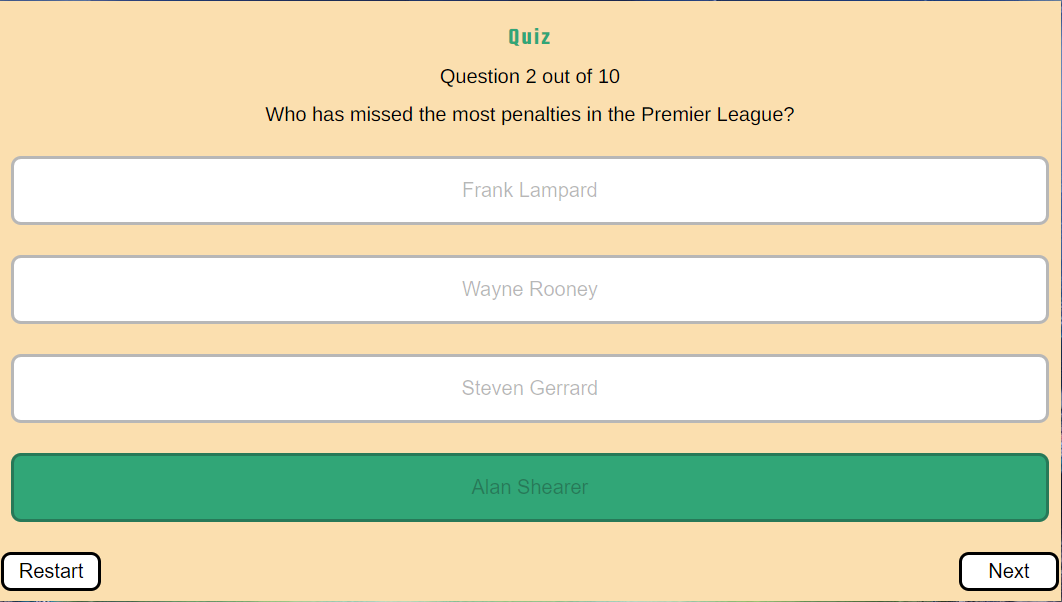 Quiz
Question 2 out of 10
Who has missed the most penalties in the Premier League?
Frank Lampard
Wayne Rooney
Steven Gerrard
Alan Shearer
Restart
Next